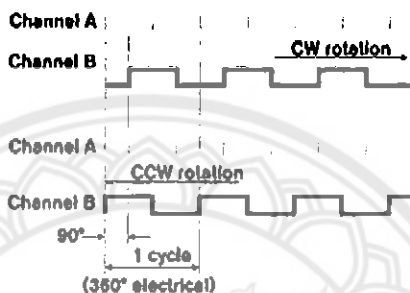 Channel A
CW rotation
Channel B
Channel A
CCW rotation
Channel B
90°
1 cycle
(360° electrical)